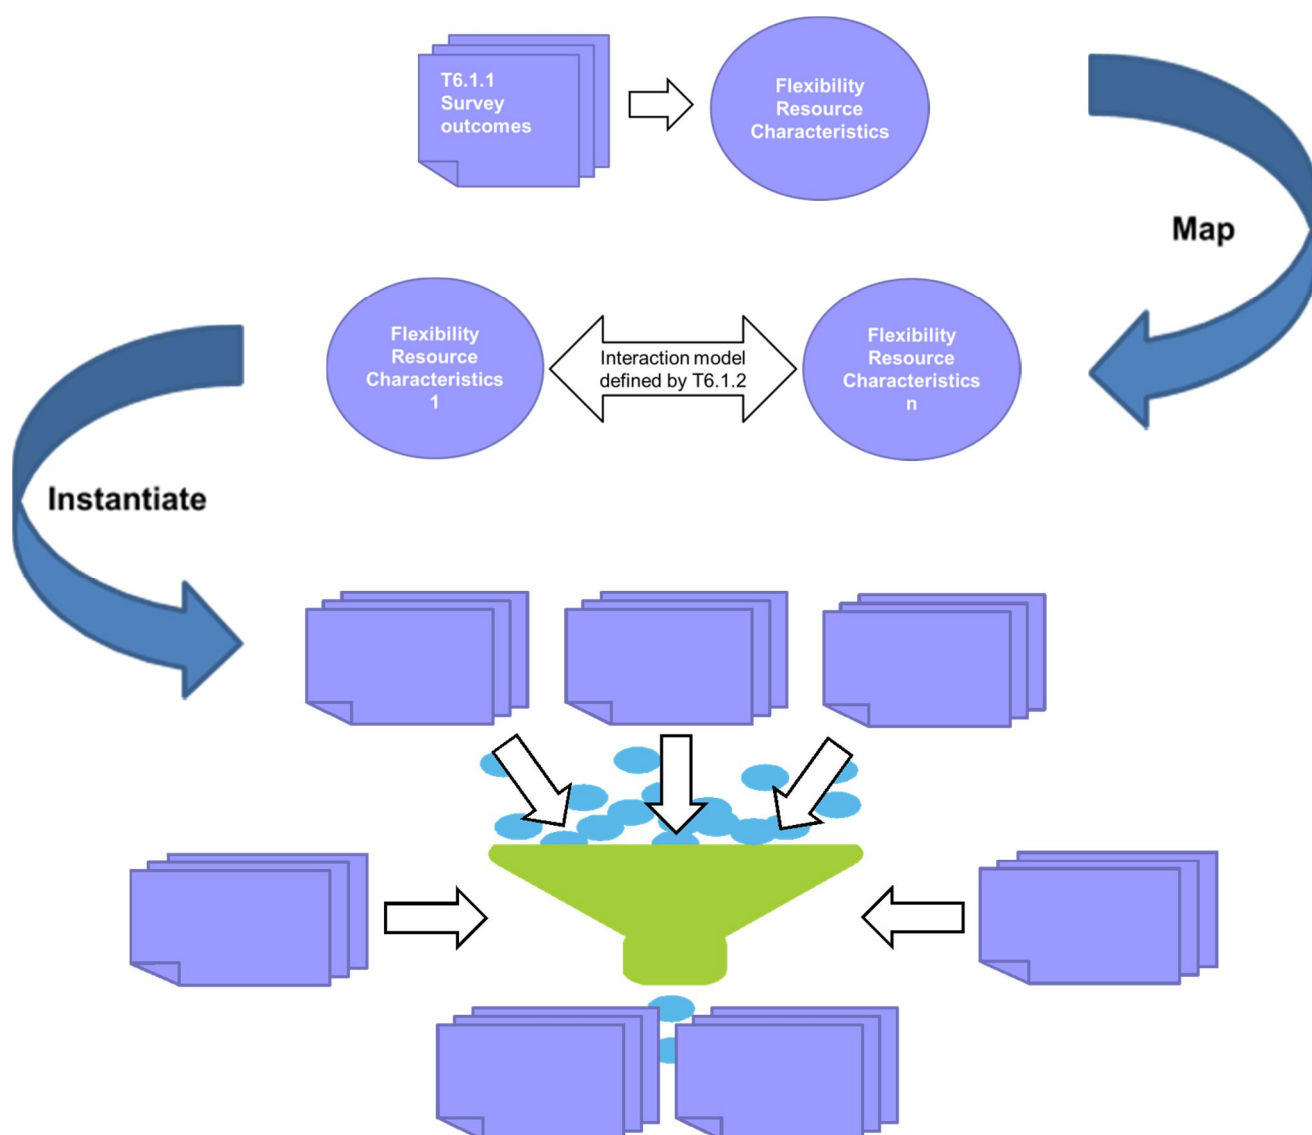 T6.1.1
Survey
outcomes
Flexibility
Resource
Characteristics
Map
Flexibility
Resource
Characteristics
1
Interaction model
defined by T6.1.2
Flexibility
Resource
Characteristics
n
Instantiate